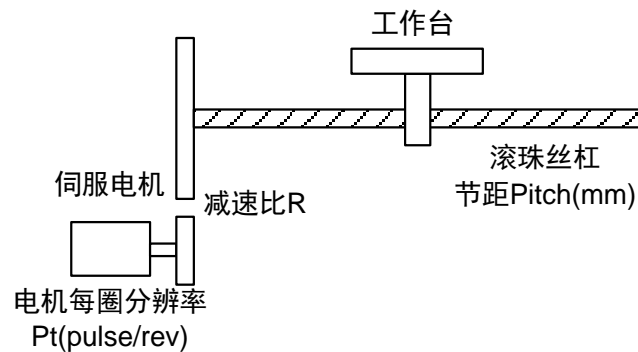 工作台
滚珠丝杠
节距Pitch(mm)
伺服电机
减速比R
电机每圈分辨率
Pt(pulse/rev)